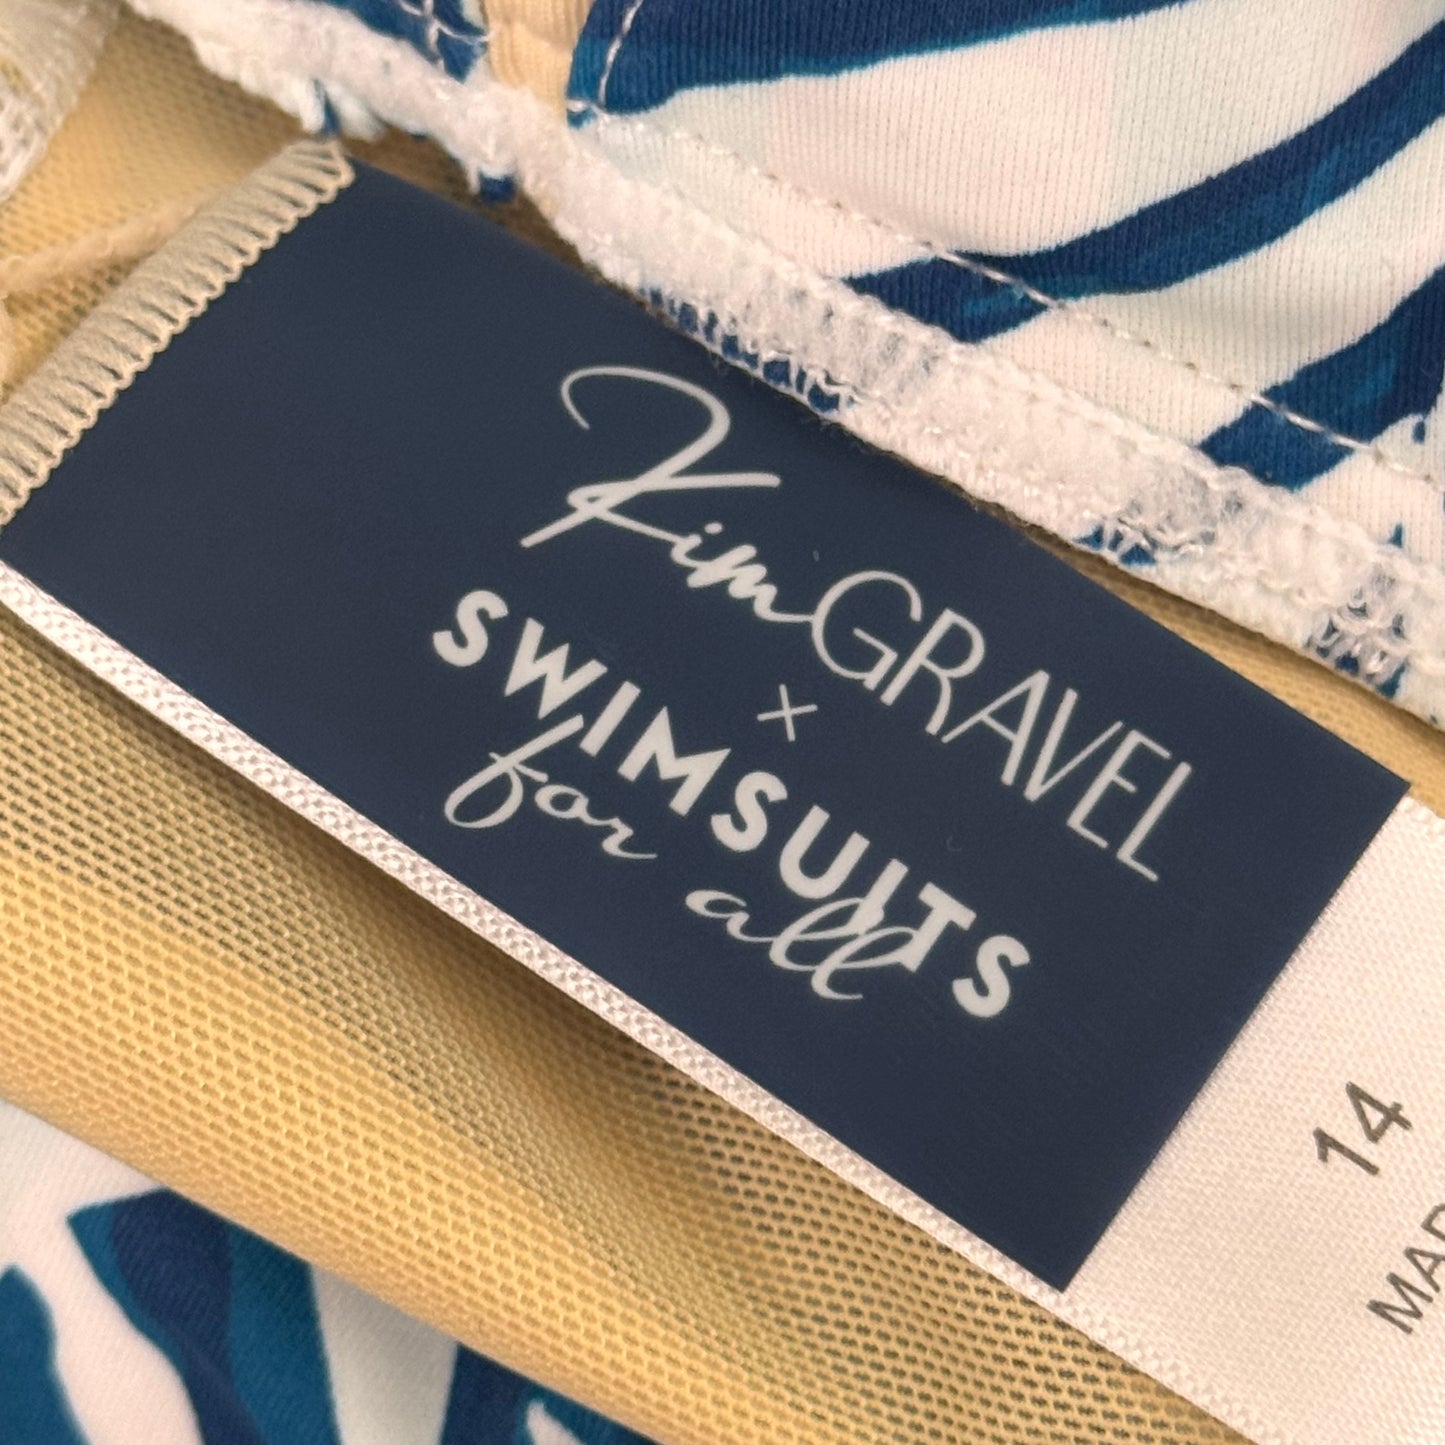 Kim GRAVEL
×
SWIMSUITS
for all
14